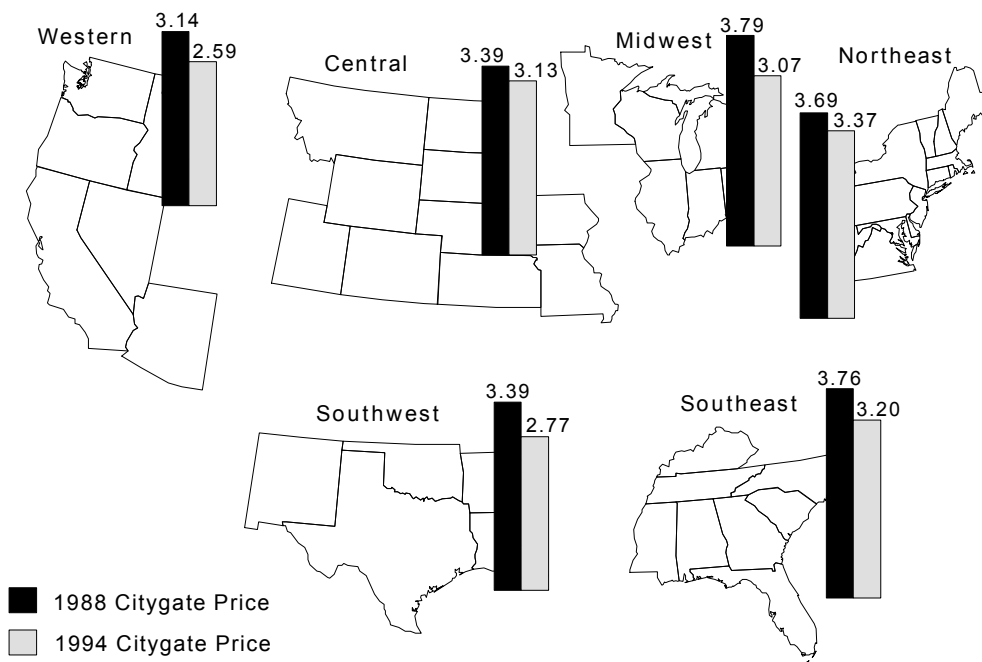 Western
3.14
2.59
Central
3.39
3.13
Midwest
3.79
3.07
Northeast
3.69
3.37
Southwest
3.39
2.77
Southeast
3.76
3.20
1988 Citygate Price
1994 Citygate Price